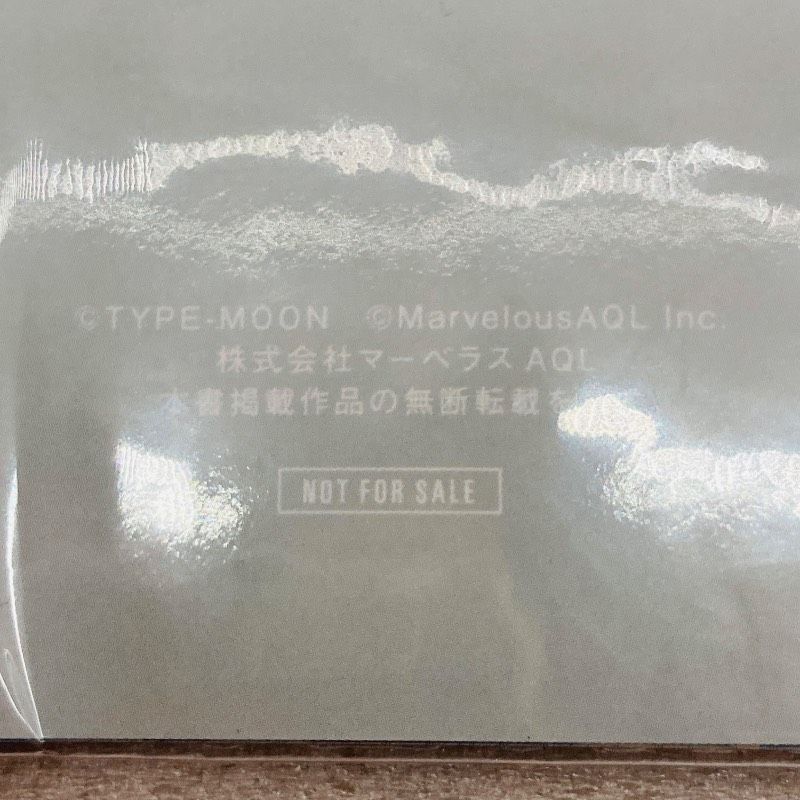 ©TYPE-MOON ©MarvelousAQL Inc.
株式会社マーベラスAQL
本書掲載作品の無断転載を
NOT FOR SALE